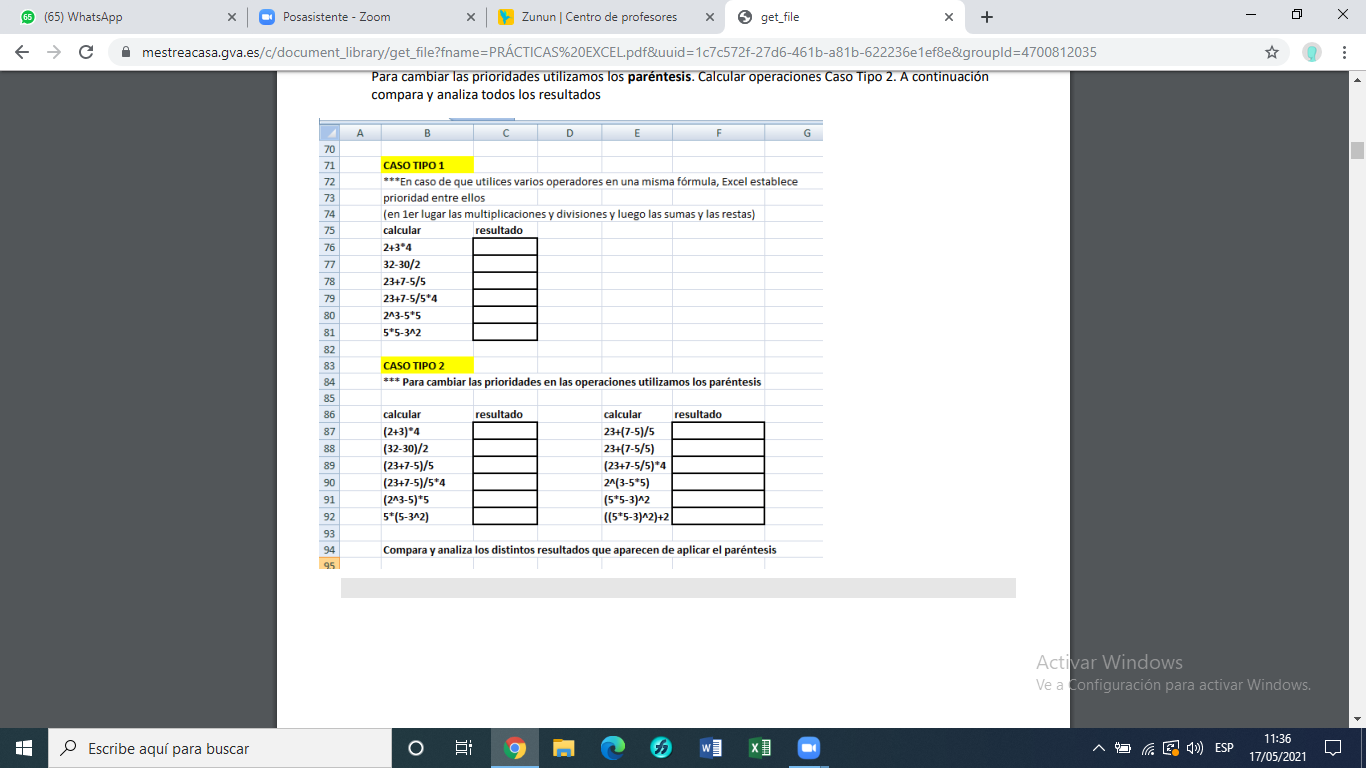 (65) WhatsApp
Posasistente - Zoom
Zunun | Centro de profesores
get_file
mestreacasa.gva.es/c/document_library/get_file?fname=PRÁCTICAS%20EXCEL.pdf&uuid=1c7c572f-27d6-461b-a81b-622236e1ef8e&groupId=4700812035
Para cambiar las prioridades utilizamos los paréntesis. Calcular operaciones Caso Tipo 2. A continuación
compara y analiza todos los resultados
A B C D E F G
70
71 CASO TIPO 1
72 ***En caso de que utilices varios operadores en una misma fórmula, Excel establece
73 prioridad entre ellos
74 (en 1er lugar las multiplicaciones y divisiones y luego las sumas y las restas)
75 calcular resultado
76 2+3*4
77 32-30/2
78 23+7-5/5
79 23+7-5/5*4
80 2^3-5*5
81 5*5-3^2
82
83 CASO TIPO 2
84 *** Para cambiar las prioridades en las operaciones utilizamos los paréntesis
85
86 calcular resultado calcular resultado
87 (2+3)*4 23+(7-5)/5
88 (32-30)/2 23+(7-5/5)
89 (23+7-5)/5 (23+7-5/5)*4
90 (23+7-5)/5*4 2^(3-5*5)
91 (2^3-5)*5 (5*5-3)^2
92 5*(5-3^2) ((5*5-3)^2)+2
93
94 Compara y analiza los distintos resultados que aparecen de aplicar el paréntesis
95
Activar Windows
Ve a Configuración para activar Windows.
Escribe aquí para buscar
ESP
11:36
17/05/2021